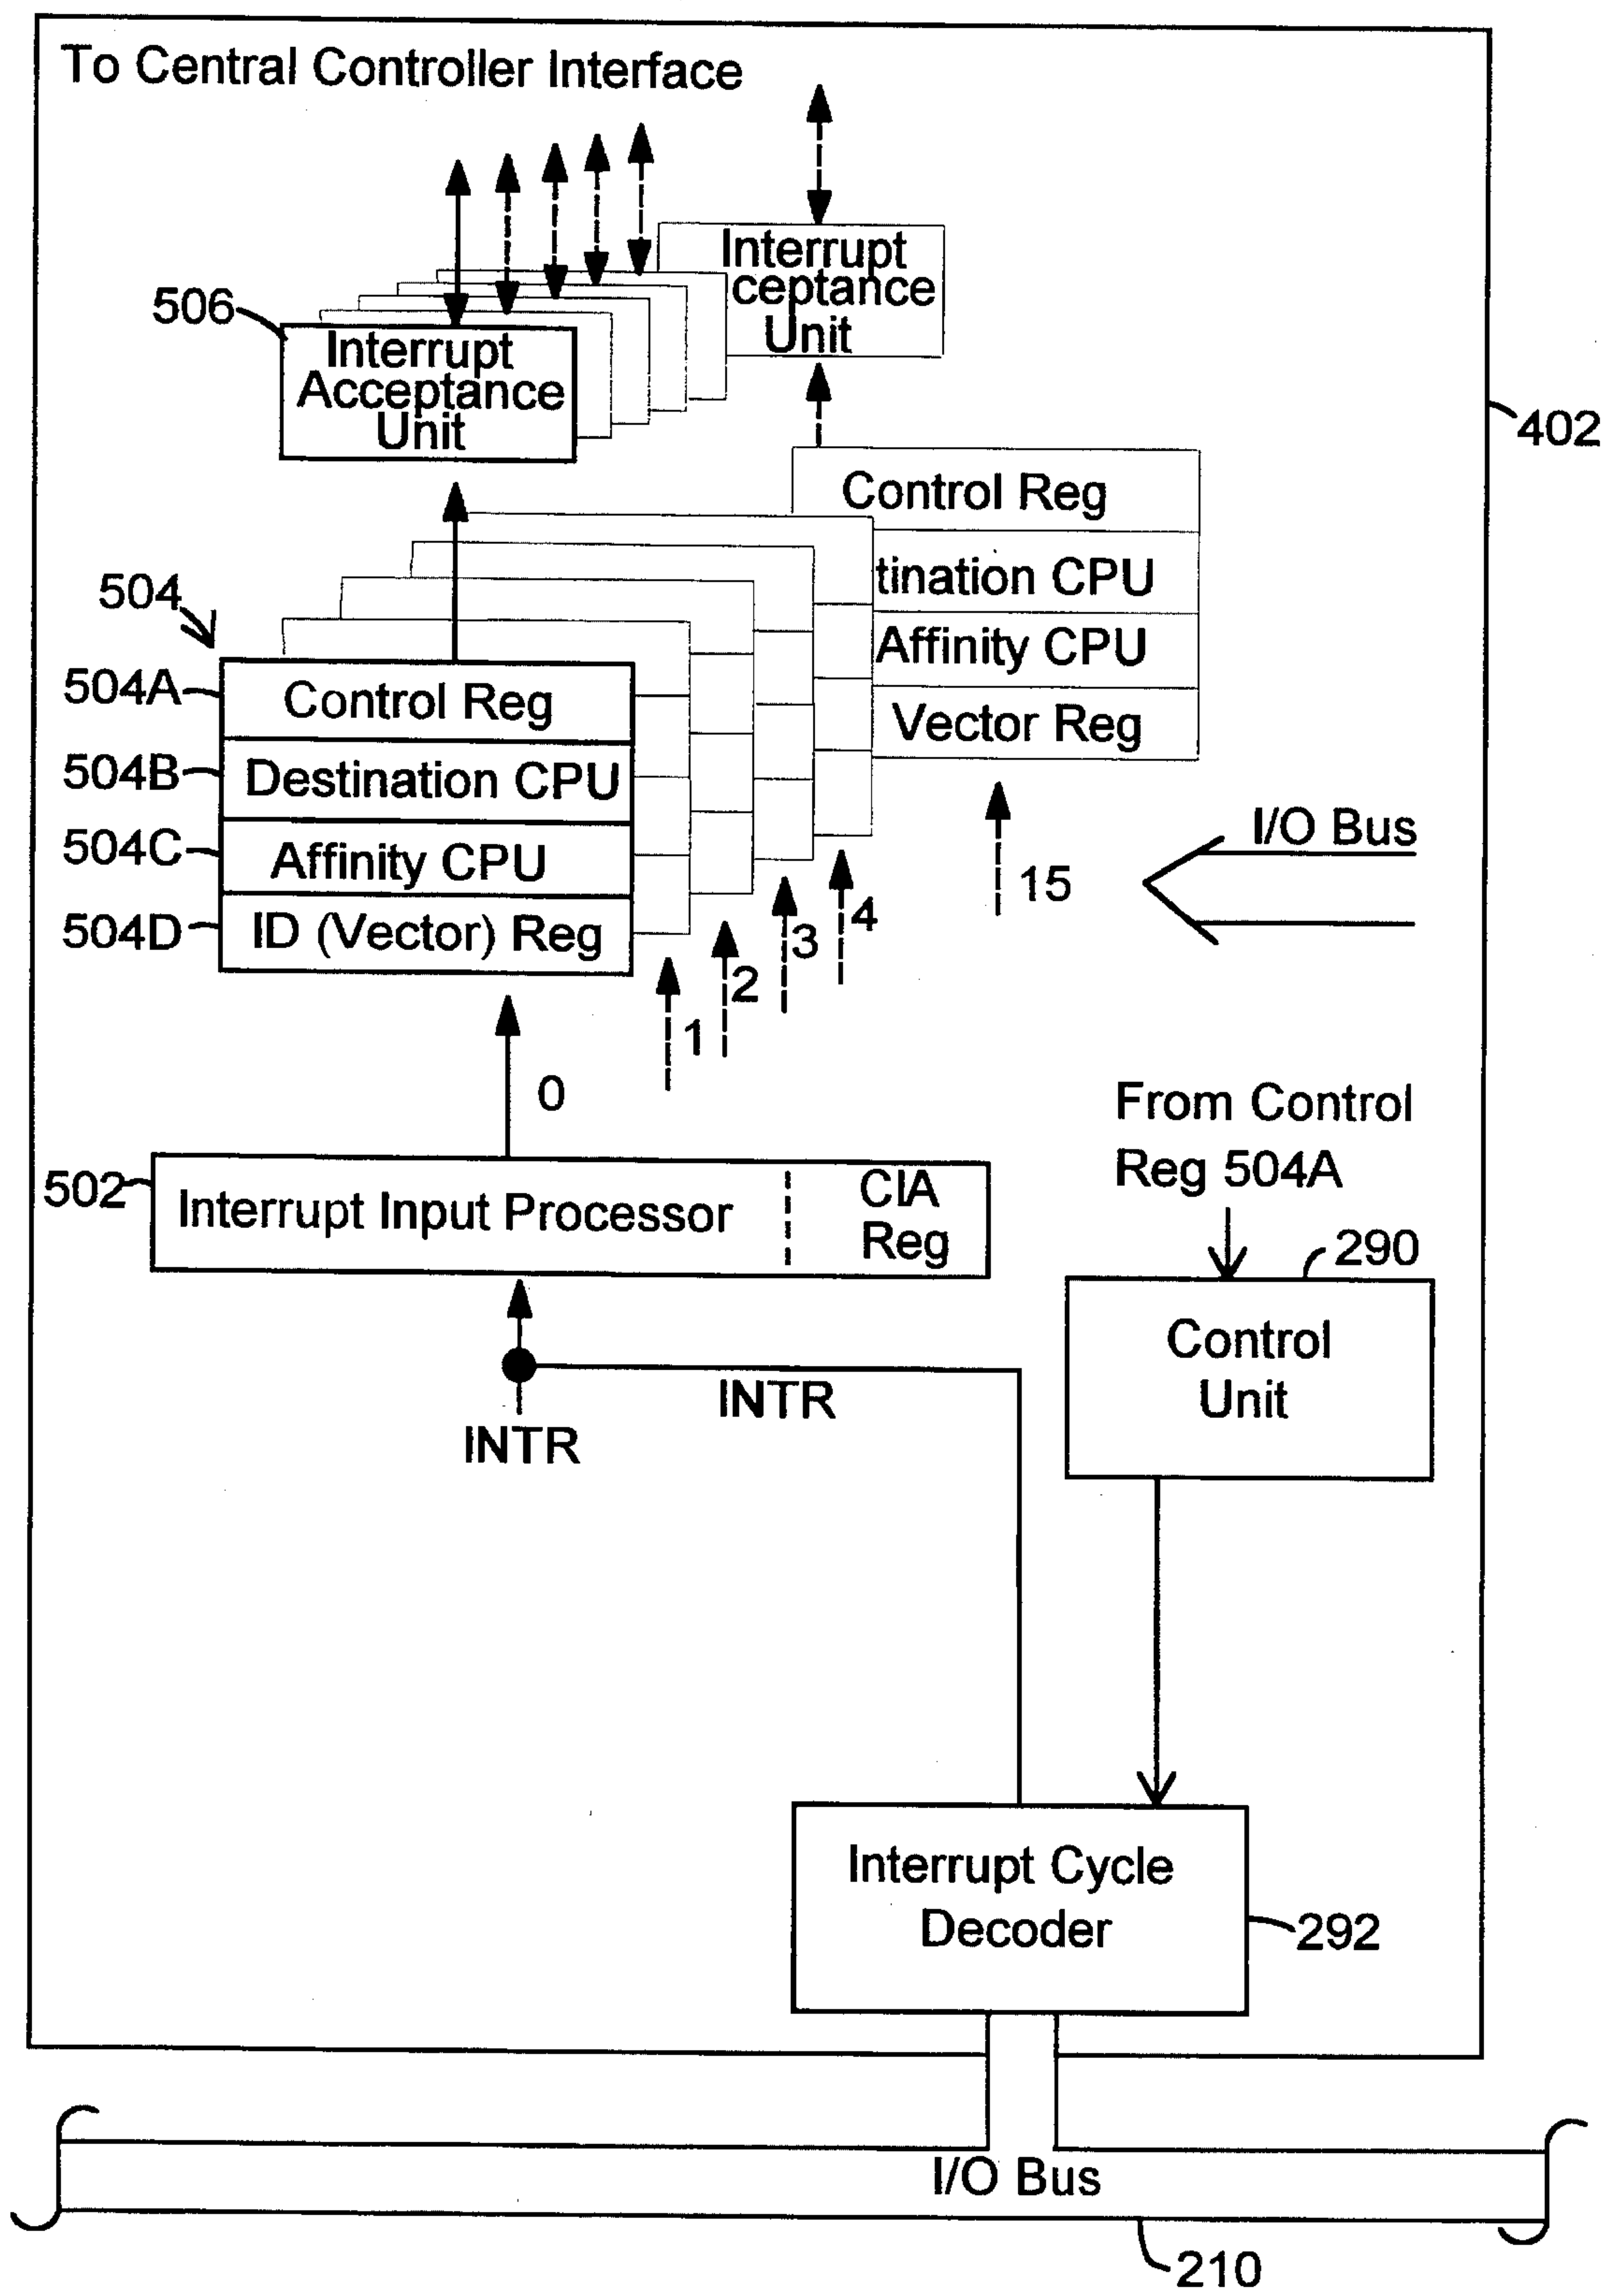 To Central Controller Interface
Interrupt
ceptance
Unit
506
Interrupt
Acceptance
Unit
402
Control Reg
tination CPU
Affinity CPU
Vector Reg
504
504A
Control Reg
504B
Destination CPU
504C
Affinity CPU
504D
ID (Vector) Reg
I/O Bus
15
4
3
2
1
0
From Control
Reg 504A
502
Interrupt Input Processor
CIA
Reg
290
Control
Unit
INTR
INTR
Interrupt Cycle
Decoder
292
I/O Bus
210